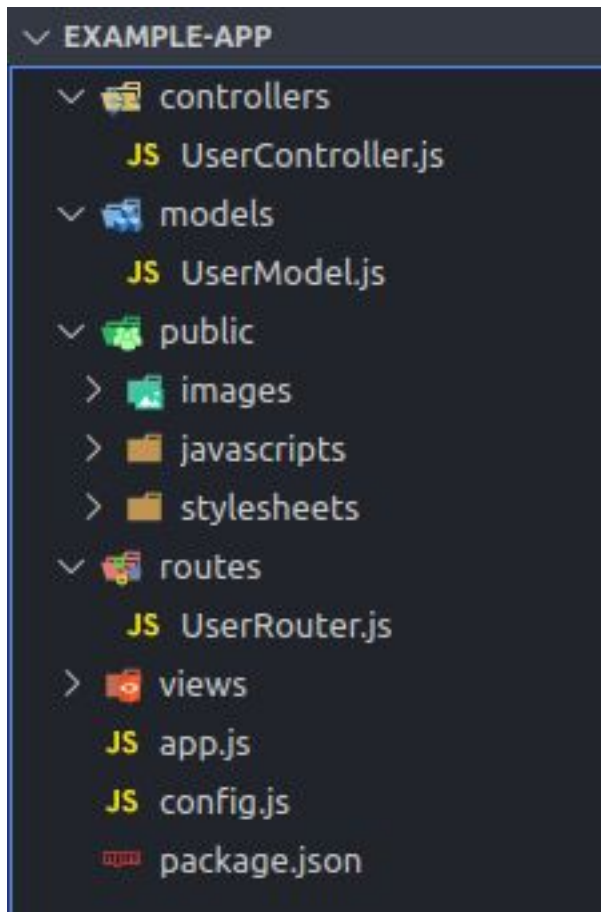 EXAMPLE-APP
controllers
JS UserController.js
models
JS UserModel.js
public
images
javascripts
stylesheets
routes
JS UserRouter.js
views
JS app.js
JS config.js
npm package.json